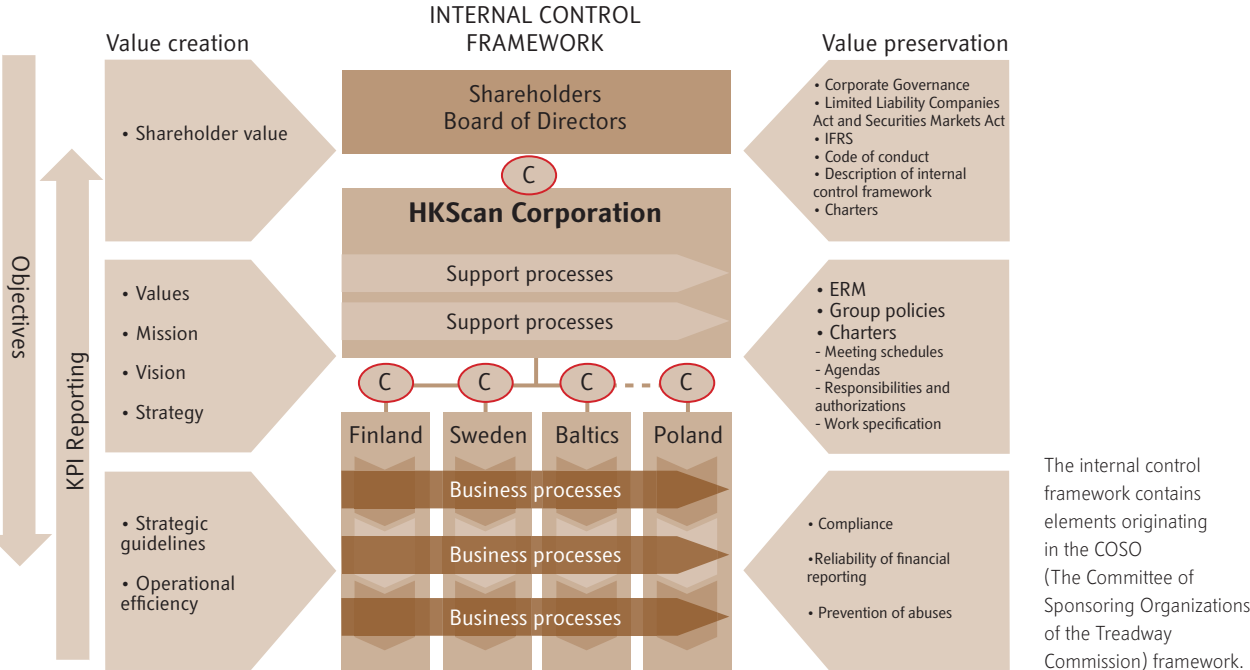 INTERNAL CONTROL
FRAMEWORK
Value creation
Value preservation
Objectives
KPI Reporting
• Shareholder value
Shareholders
Board of Directors
• Corporate Governance
• Limited Liability Companies
Act and Securities Markets Act
• IFRS
• Code of conduct
• Description of internal
control framework
• Charters
C
HKScan Corporation
Support processes
Support processes
• Values
• Mission
• Vision
• Strategy
• ERM
• Group policies
• Charters
- Meeting schedules
- Agendas
- Responsibilities and
authorizations
- Work specification
C C C C
Finland Sweden Baltics Poland
Business processes
Business processes
Business processes
• Strategic
guidelines
• Operational
efficiency
• Compliance
•Reliability of financial
reporting
• Prevention of abuses
The internal control
framework contains
elements originating
in the COSO
(The Committee of
Sponsoring Organizations
of the Treadway
Commission) framework.